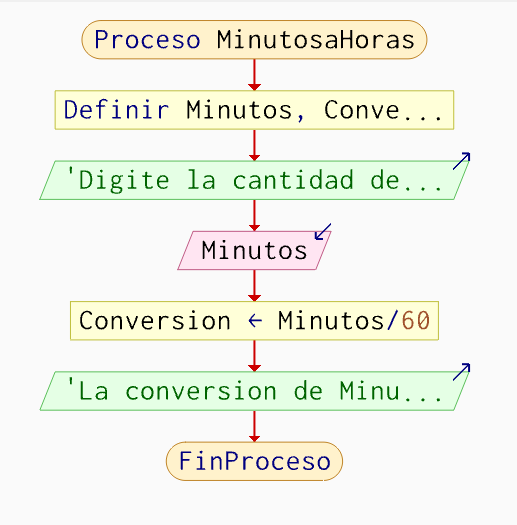 Proceso MinutosaHoras
Definir Minutos, Conve...
'Digite la cantidad de...
Minutos
Conversion ← Minutos/60
'La conversion de Minu...
FinProceso